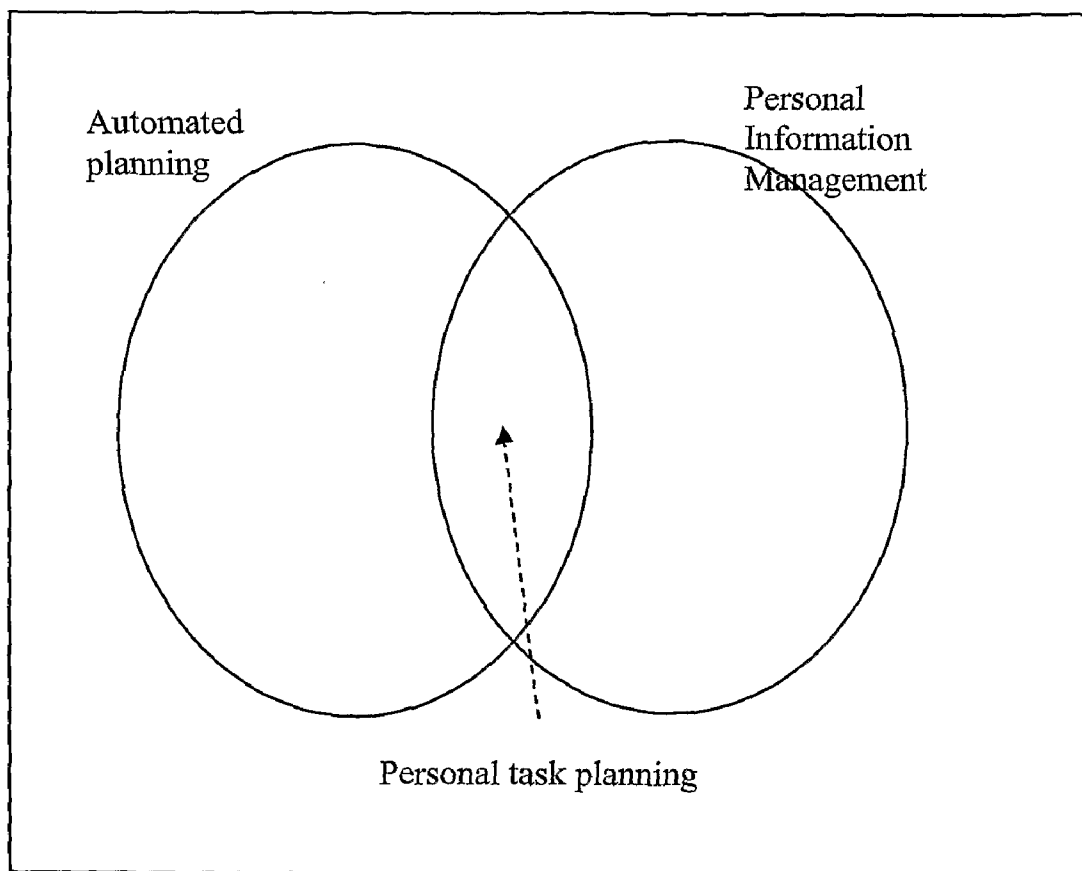 Automated
planning
Personal
Information
Management
Personal task planning